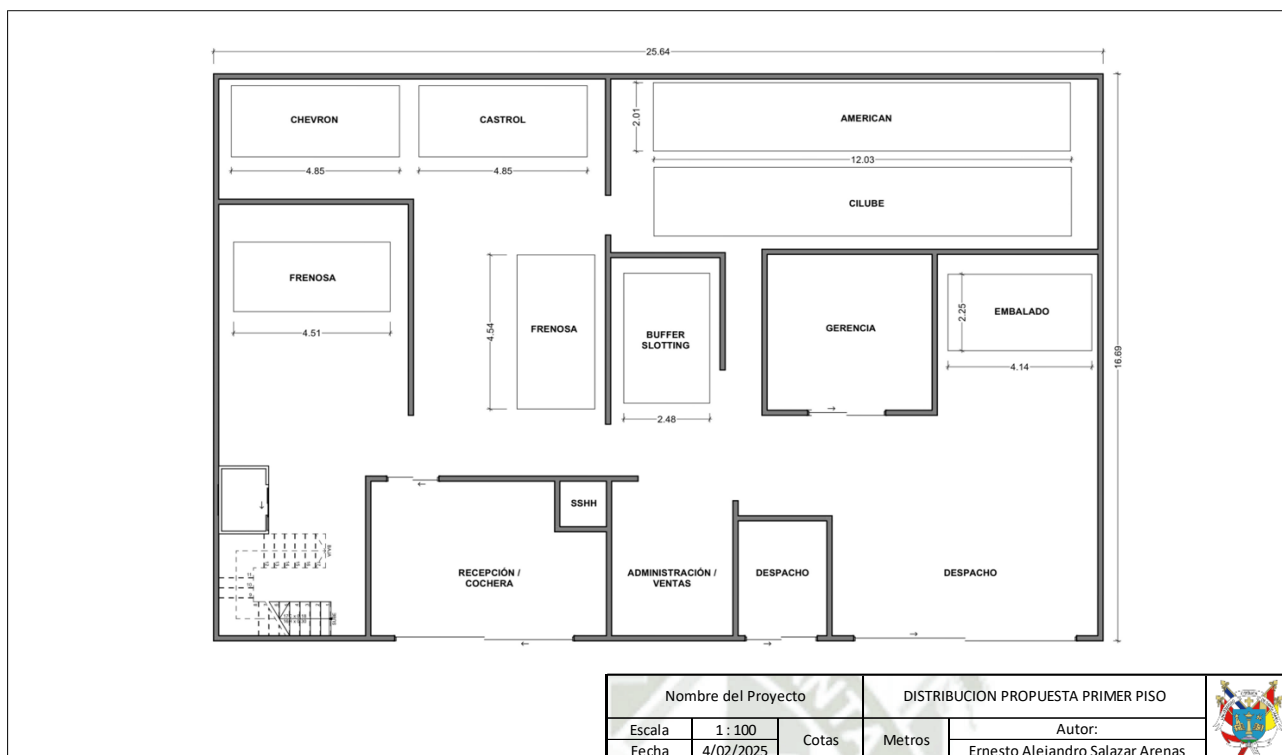 25.64
CHEVRON
CASTROL
AMERICAN
2.01
4.85
4.85
12.03
CILUBE
FRENOSA
4.51
4.54
FRENOSA
BUFFER
SLOTTING
2.48
GERENCIA
2.25
EMBALADO
4.14
16.69
SSHH
RECEPCIÓN /
COCHERA
ADMINISTRACIÓN /
VENTAS
DESPACHO
DESPACHO
BAJA
Nombre del Proyecto
DISTRIBUCION PROPUESTA PRIMER PISO
Escala
1 : 100
Cotas
Metros
Autor:
Fecha
4/02/2025
Ernesto Alejandro Salazar Arenas